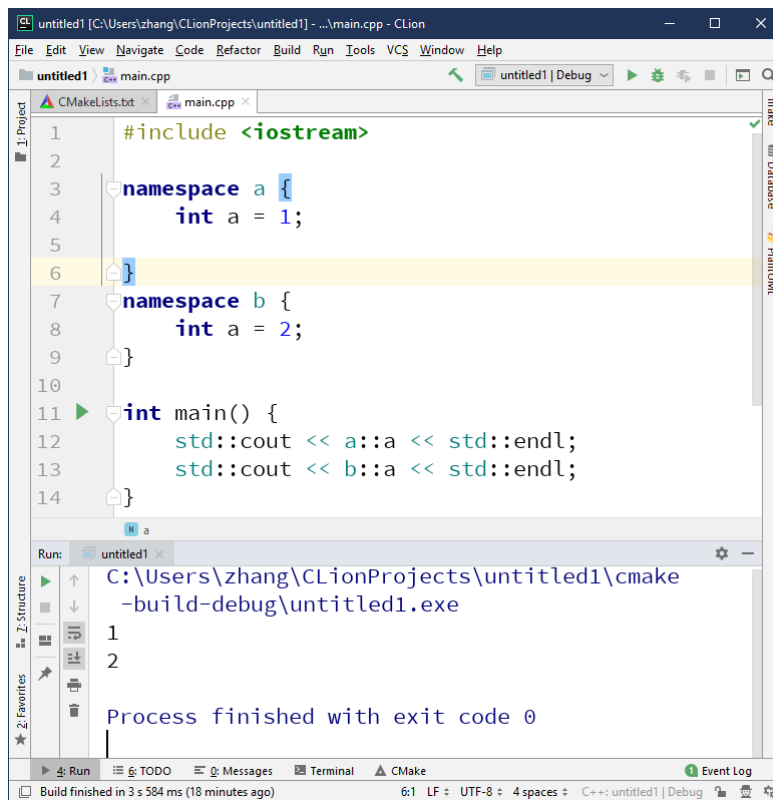 CL untitled1 [C:\Users\zhang\CLionProjects\untitled1] - ...\main.cpp - CLion
File Edit View Navigate Code Refactor Build Run Tools VCS Window Help
untitled1 main.cpp untitled1 | Debug
1: Project
CMakeLists.txt main.cpp
1 #include <iostream>
2
3 namespace a {
4 int a = 1;
5
6 }
7 namespace b {
8 int a = 2;
9 }
10
11 int main() {
12 std::cout << a::a << std::endl;
13 std::cout << b::a << std::endl;
14 }
Database
PlantUML
N a
Run: untitled1
C:\Users\zhang\CLionProjects\untitled1\cmake
-build-debug\untitled1.exe
1
2
Process finished with exit code 0
Z: Structure
2: Favorites
4: Run 6: TODO 0: Messages Terminal CMake 1 Event Log
Build finished in 3 s 584 ms (18 minutes ago) 6:1 LF UTF-8 4 spaces C++: untitled1 | Debug